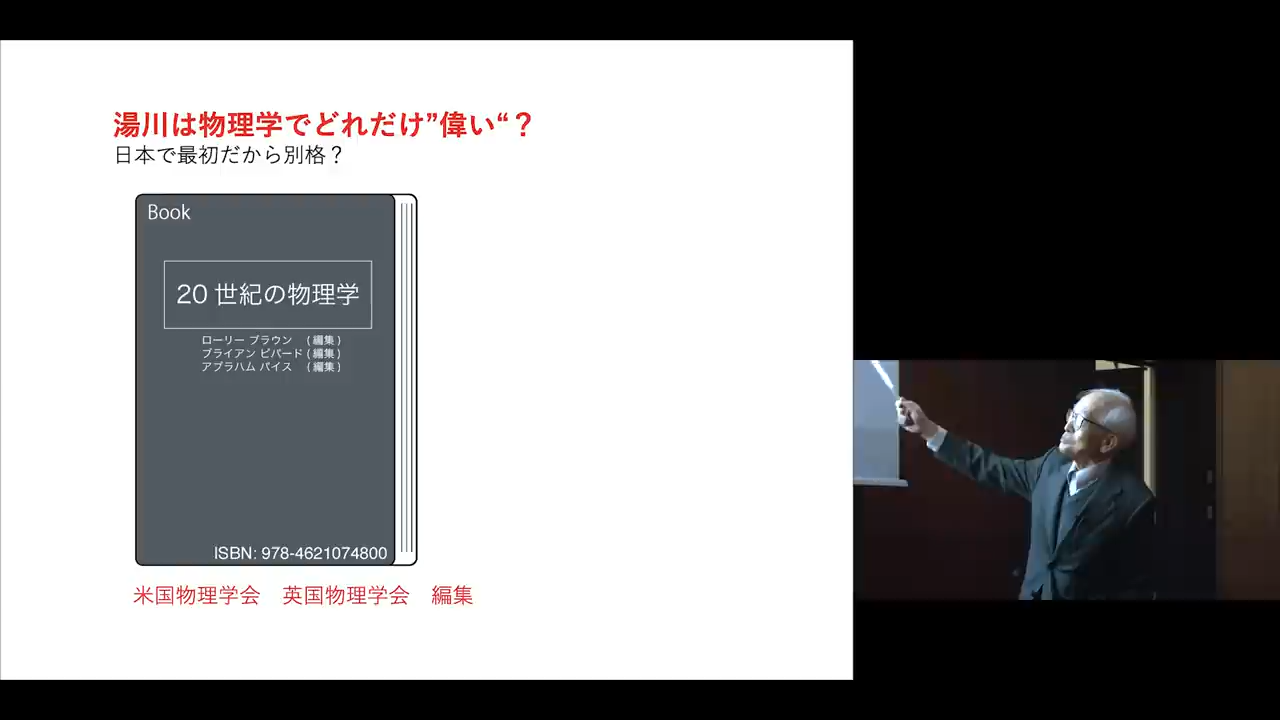 湯川は物理学でどれだけ”偉い“？
日本で最初だから別格？
Book
20 世紀の物理学
ローリー ブラウン （編集）
ブライアン ピパード（編集）
アブラハム パイス （編集）
ISBN: 978-4621074800
米国物理学会　英国物理学会　編集